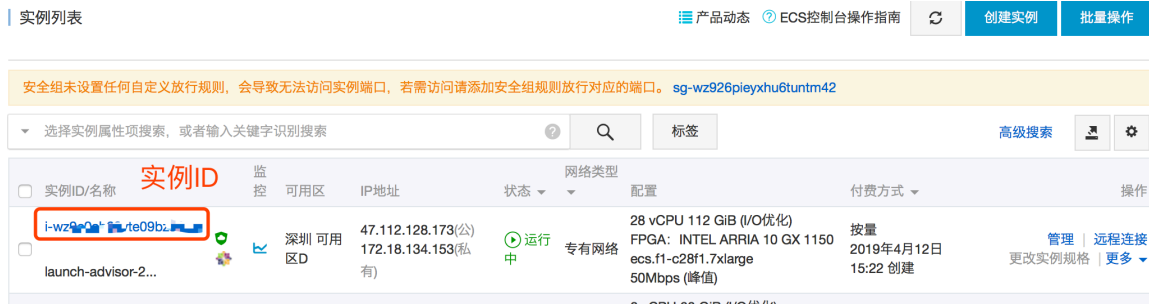 实例列表
产品动态 ECS控制台操作指南 创建实例 批量操作
安全组未设置任何自定义放行规则，会导致无法访问实例端口，若需访问请添加安全组规则放行对应的端口。 sg-wz926pieyxhu6tuntm42
选择实例属性项搜索，或者输入关键字识别搜索 标签 高级搜索
实例ID
实例ID/名称 监控 可用区 IP地址 状态 网络类型 配置 付费方式 操作
launch-advisor-2...
深圳 可用
区D
47.112.128.173(公)
172.18.134.153(私
有)
运行
中
专有网络
28 vCPU 112 GiB (I/O优化)
FPGA：INTEL ARRIA 10 GX 1150
ecs.f1-c28f1.7xlarge
50Mbps (峰值)
按量
2019年4月12日
15:22 创建
管理 | 远程连接
更改实例规格 | 更多